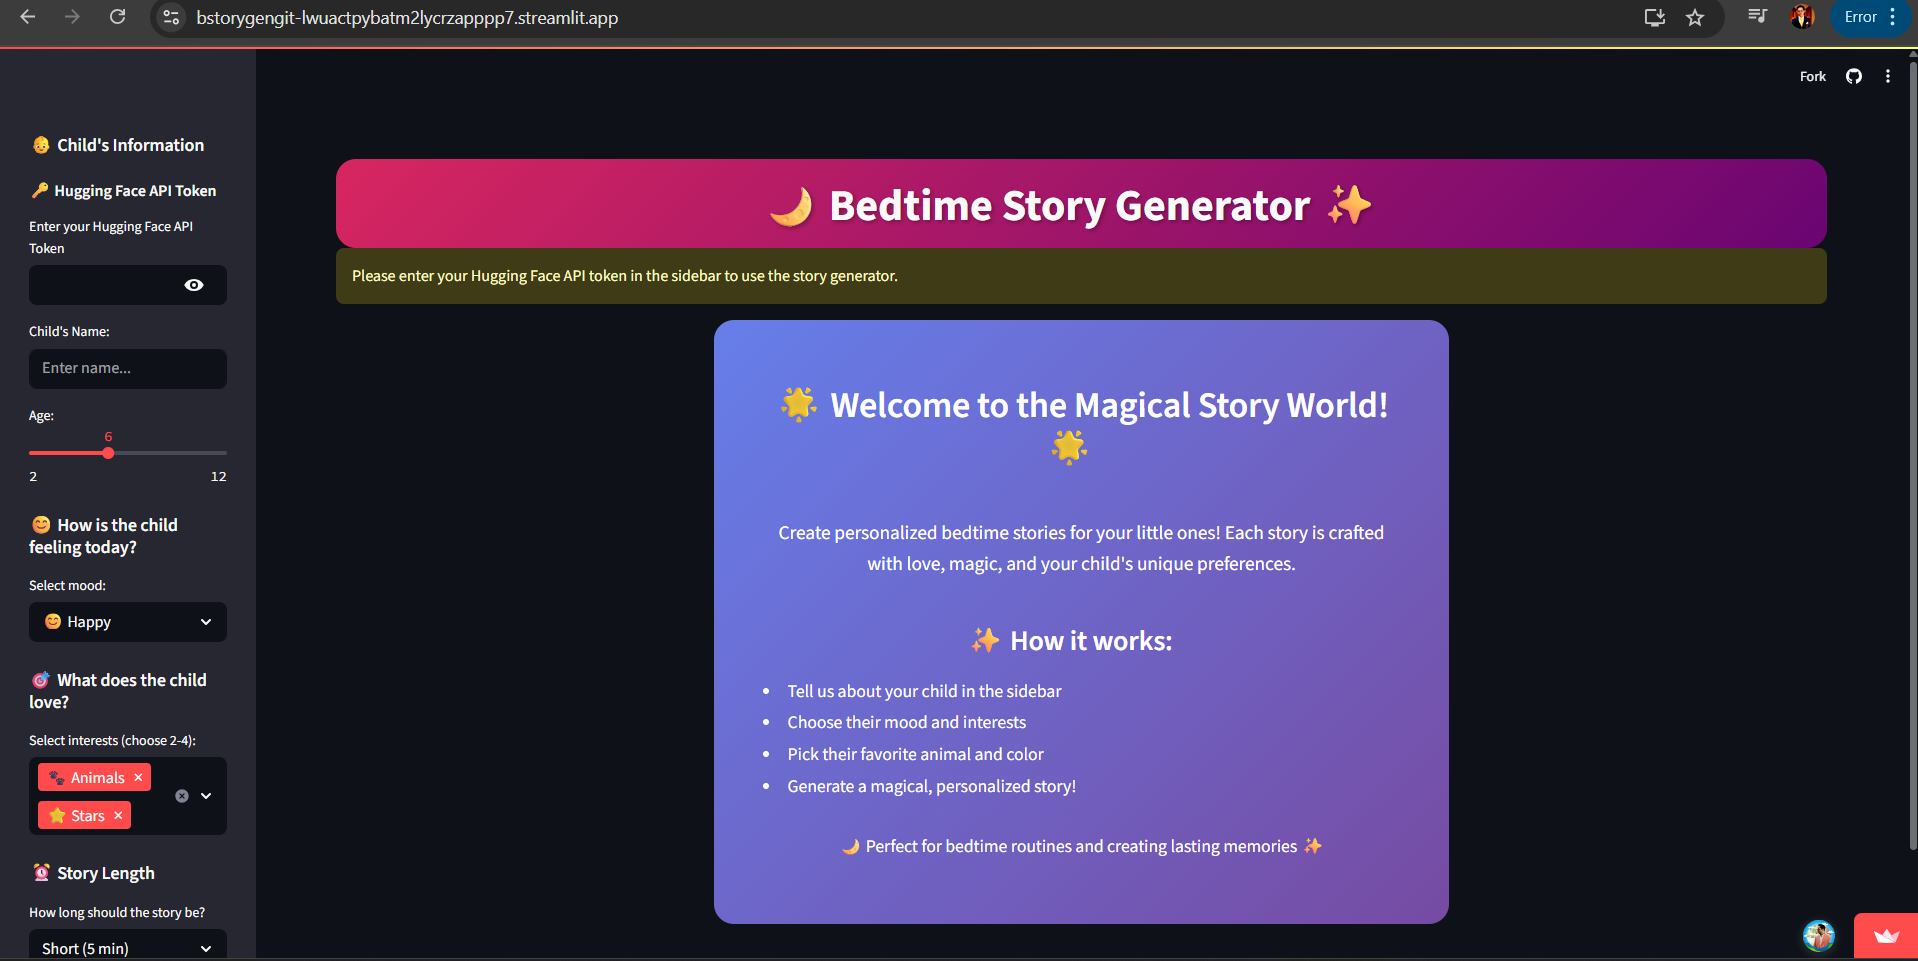 bstorygengit-lwuactpybatm2lycrzapppp7.streamlit.app
Error
Fork
👶 Child's Information
🔑 Hugging Face API Token
Enter your Hugging Face API
Token
Child's Name:
Enter name...
Age:
6
2 12
😊 How is the child
feeling today?
Select mood:
😊 Happy
🎯 What does the child
love?
Select interests (choose 2-4):
🐾 Animals ×
⭐ Stars ×
⏰ Story Length
How long should the story be?
Short (5 min)
🌙 Bedtime Story Generator ✨
Please enter your Hugging Face API token in the sidebar to use the story generator.
🌟 Welcome to the Magical Story World!
🌟
Create personalized bedtime stories for your little ones! Each story is crafted
with love, magic, and your child's unique preferences.
✨ How it works:
• Tell us about your child in the sidebar
• Choose their mood and interests
• Pick their favorite animal and color
• Generate a magical, personalized story!
🌙 Perfect for bedtime routines and creating lasting memories ✨